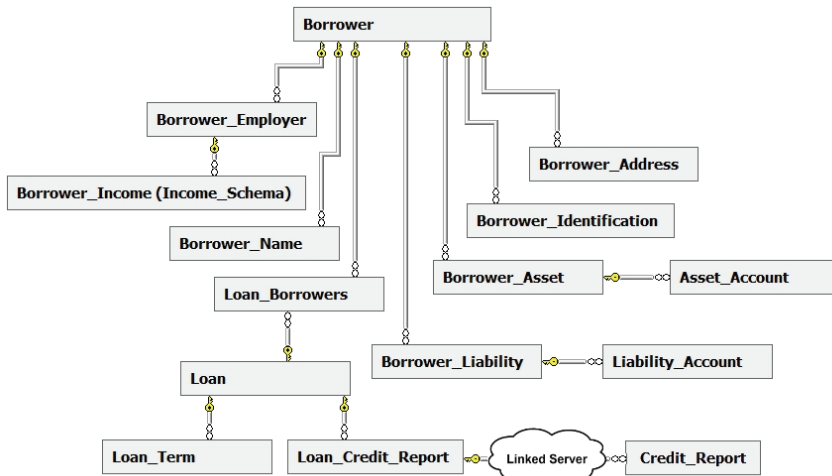 Borrower
Borrower_Employer
Borrower_Address
Borrower_Income (Income_Schema)
Borrower_Identification
Borrower_Name
Borrower_Asset
Asset_Account
Loan_Borrowers
Borrower_Liability
Liability_Account
Loan
Loan_Term
Loan_Credit_Report
Linked Server
Credit_Report